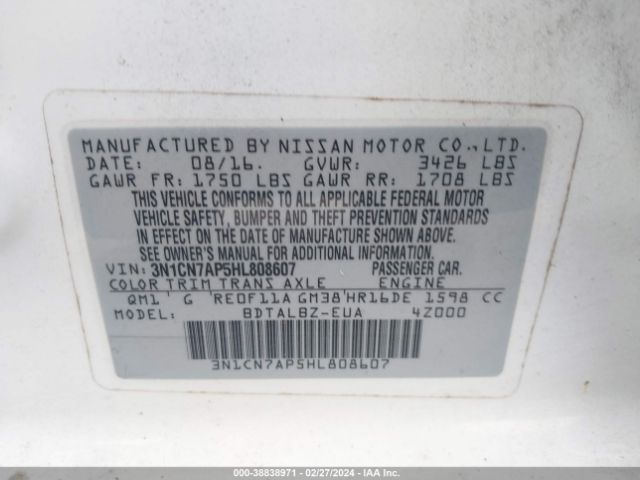 MANUFACTURED BY NISSAN MOTOR CO.,LTD.
DATE: 08/16. GVWR: 3426 LBS
GAWR FR: 1750 LBS GAWR RR: 1708 LBS
THIS VEHICLE CONFORMS TO ALL APPLICABLE FEDERAL MOTOR
VEHICLE SAFETY, BUMPER AND THEFT PREVENTION STANDARDS
IN EFFECT ON THE DATE OF MANUFACTURE SHOWN ABOVE.
SEE OWNER'S MANUAL FOR ADDITIONAL INFORMATION
VIN: 3N1CN7AP5HL808607 PASSENGER CAR.
COLOR TRIM TRANS AXLE ENGINE
QM1 G RE0F11A GM38 HR16DE 1598 CC
MODEL: BDTALBZ-EUA 4Z000
3N1CN7AP5HL808607
000-38838971 - 02/27/2024 - IAA Inc.